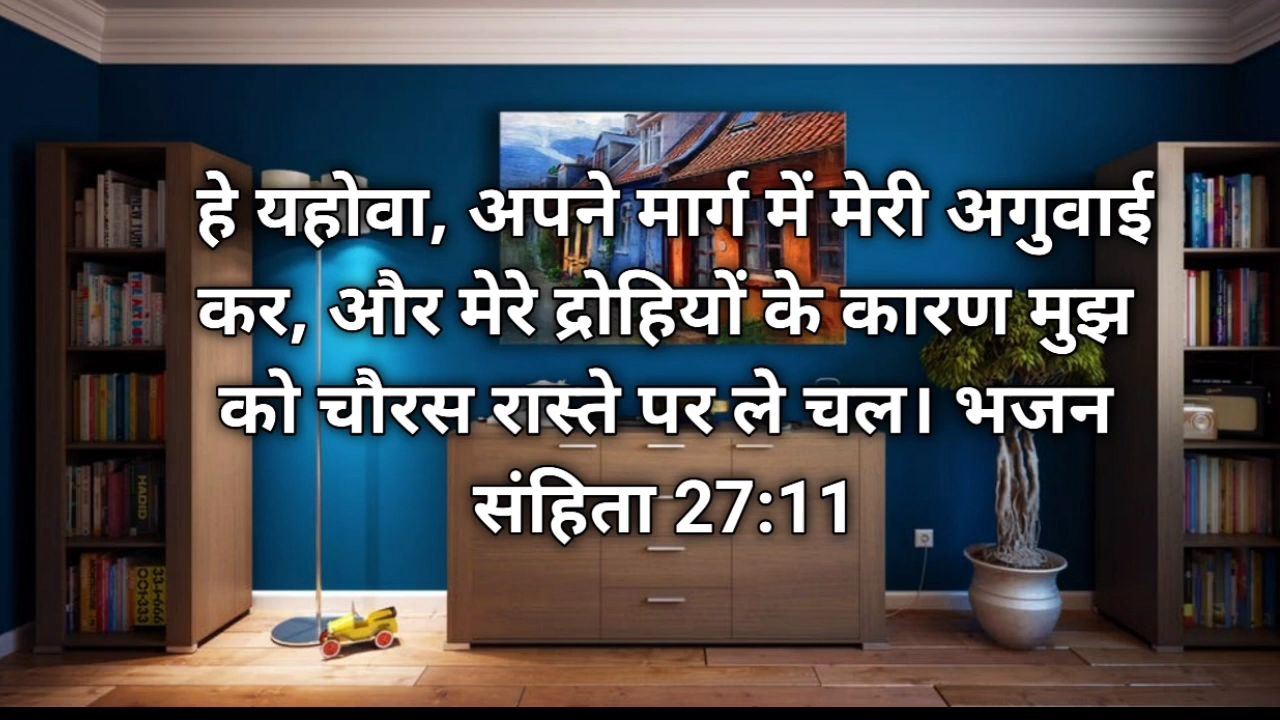 हे यहोवा, अपने मार्ग में मेरी अगुवाई
कर, और मेरे द्रोहियों के कारण मुझ
को चौरस रास्ते पर ले चल। भजन
संहिता 27:11